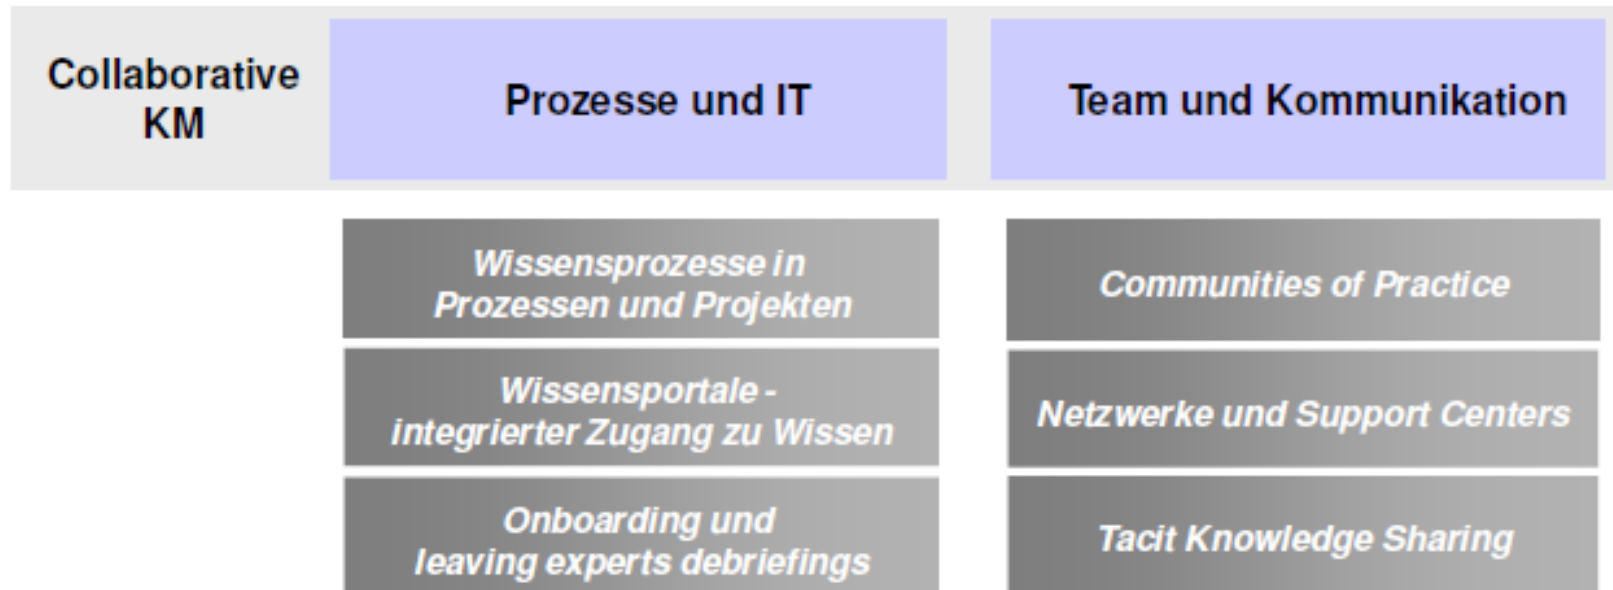 Collaborative
KM
Prozesse und IT
Team und Kommunikation
Wissensprozesse in
Prozessen und Projekten
Communities of Practice
Wissensportale -
integrierter Zugang zu Wissen
Netzwerke und Support Centers
Onboarding und
leaving experts debriefings
Tacit Knowledge Sharing